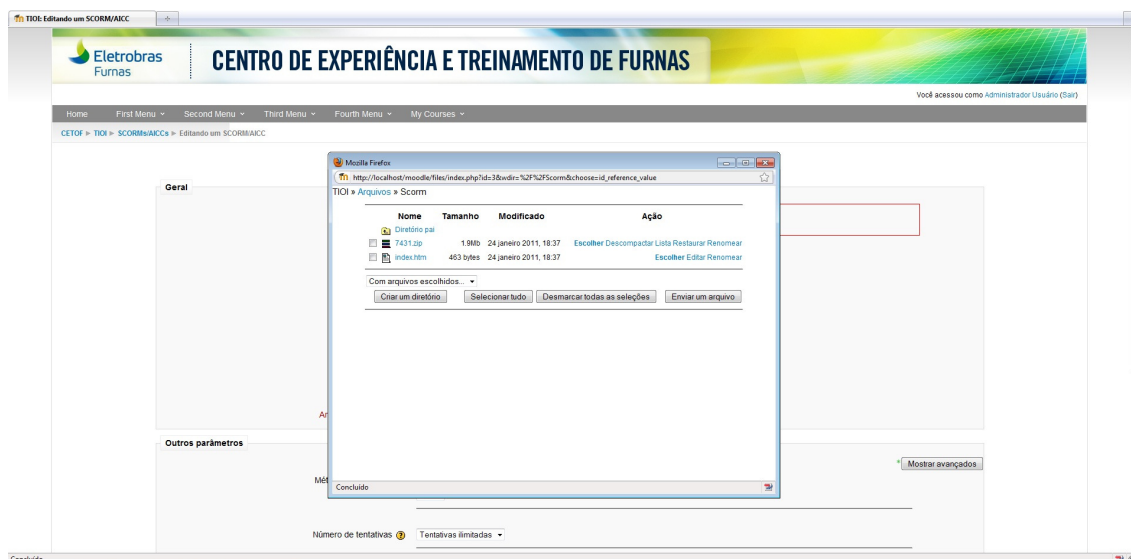 TIOI: Editando um SCORM/AICC
Eletrobras
Furnas
CENTRO DE EXPERIÊNCIA E TREINAMENTO DE FURNAS
Você acessou como Administrador Usuário (Sair)
Home First Menu Second Menu Third Menu Fourth Menu My Courses
CETOF ► TIOI ► SCORMs/AICCs ► Editando um SCORM/AICC
Mozilla Firefox
http://localhost/moodle/files/index.php?id=3&wdir=%2F%2FScorm&choose=id_reference_value
TIOI » Arquivos » Scorm
Geral
Nome Tamanho Modificado Ação
Diretório pai
7431.zip 1.9Mb 24 janeiro 2011, 18:37 Escolher Descompactar Lista Restaurar Renomear
index.htm 463 bytes 24 janeiro 2011, 18:37 Escolher Editar Renomear
Com arquivos escolhidos...
Criar um diretório Selecionar tudo Desmarcar todas as seleções Enviar um arquivo
Outros parâmetros
* Mostrar avançados
Concluído
Número de tentativas Tentativas ilimitadas